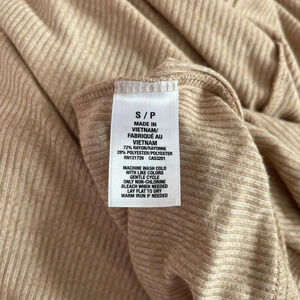 S / P
MADE IN
VIETNAM/
FABRIQUÉ AU
VIETNAM
72% RAYON/RAYONNE
28% POLYESTER/POLYESTER
RN121726 CA53201
MACHINE WASH COLD
WITH LIKE COLORS
GENTLE CYCLE
ONLY NON-CHLORINE
BLEACH WHEN NEEDED
LAY FLAT TO DRY
WARM IRON IF NEEDED